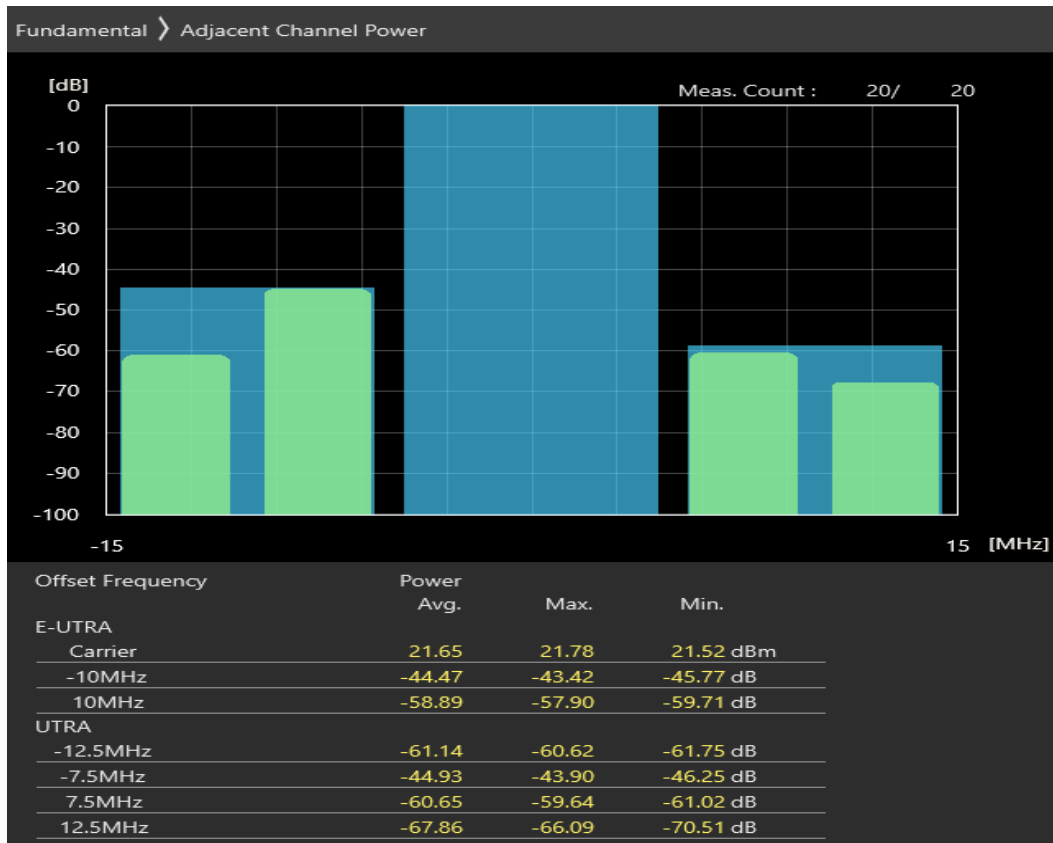 Fundamental 〉 Adjacent Channel Power
[dB]
Meas. Count : 20/ 20
0
-10
-20
-30
-40
-50
-60
-70
-80
-90
-100
-15 15 [MHz]
Offset Frequency Power
Avg. Max. Min.
E-UTRA
Carrier 21.65 21.78 21.52 dBm
-10MHz -44.47 -43.42 -45.77 dB
10MHz -58.89 -57.90 -59.71 dB
UTRA
-12.5MHz -61.14 -60.62 -61.75 dB
-7.5MHz -44.93 -43.90 -46.25 dB
7.5MHz -60.65 -59.64 -61.02 dB
12.5MHz -67.86 -66.09 -70.51 dB